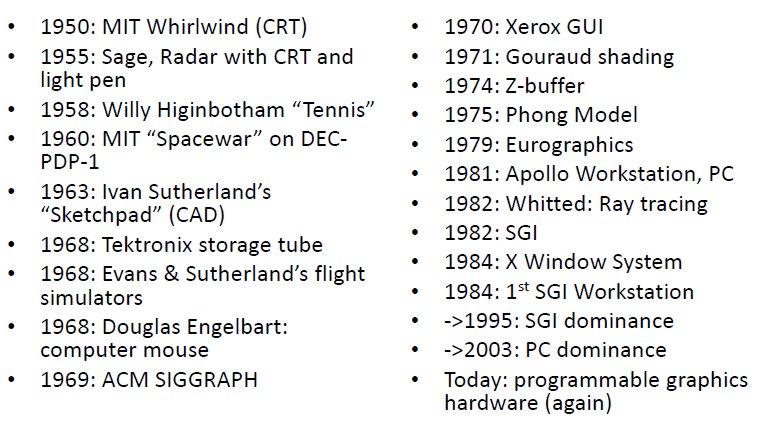 • 1950: MIT Whirlwind (CRT)
• 1955: Sage, Radar with CRT and
light pen
• 1958: Willy Higinbotham “Tennis”
• 1960: MIT “Spacewar” on DEC-
PDP-1
• 1963: Ivan Sutherland’s
“Sketchpad” (CAD)
• 1968: Tektronix storage tube
• 1968: Evans & Sutherland’s flight
simulators
• 1968: Douglas Engelbart:
computer mouse
• 1969: ACM SIGGRAPH
• 1970: Xerox GUI
• 1971: Gouraud shading
• 1974: Z-buffer
• 1975: Phong Model
• 1979: Eurographics
• 1981: Apollo Workstation, PC
• 1982: Whitted: Ray tracing
• 1982: SGI
• 1984: X Window System
• 1984: 1st SGI Workstation
• ->1995: SGI dominance
• ->2003: PC dominance
• Today: programmable graphics
hardware (again)